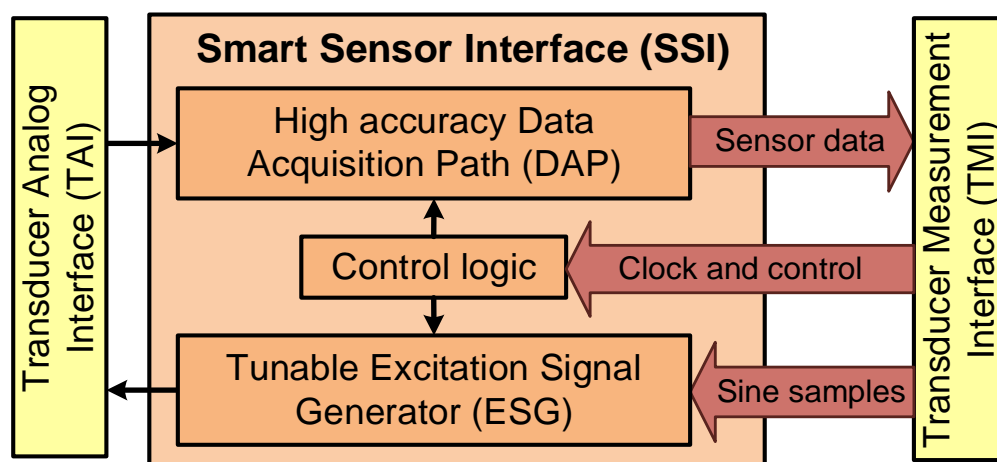 Transducer Analog
Interface (TAI)
Smart Sensor Interface (SSI)
High accuracy Data
Acquisition Path (DAP)
Sensor data
Control logic
Clock and control
Tunable Excitation Signal
Generator (ESG)
Sine samples
Transducer Measurement
Interface (TMI)